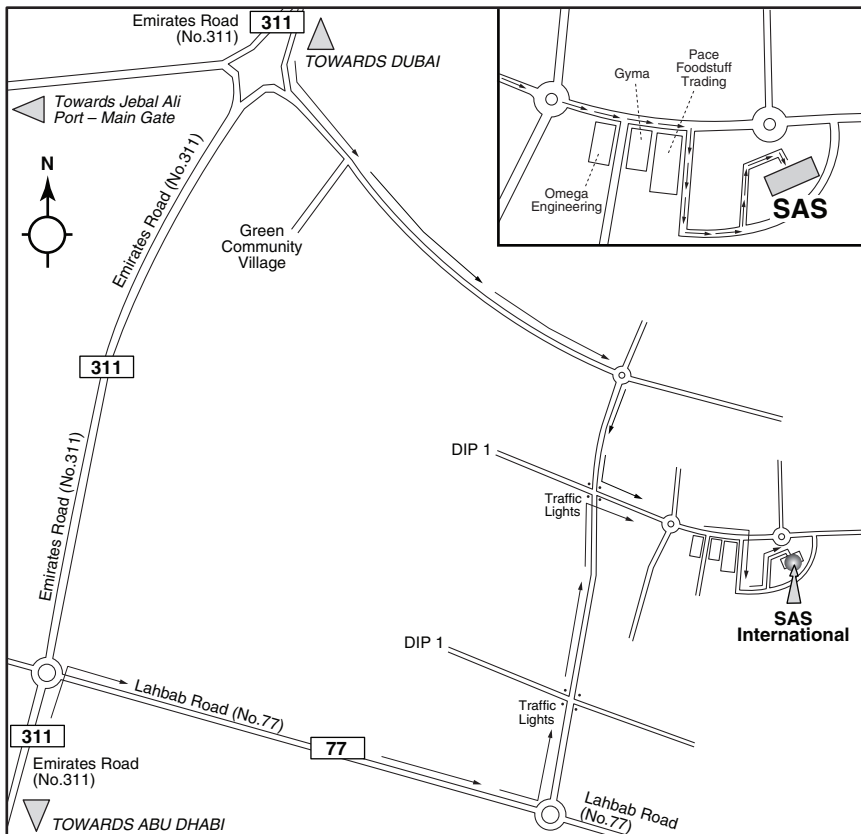 Emirates Road
(No.311)
311
TOWARDS DUBAI
Towards Jebal Ali
Port – Main Gate
N
Emirates Road (No.311)
Green
Community
Village
Gyma
Pace
Foodstuff
Trading
Omega
Engineering
SAS
311
Emirates Road (No.311)
DIP 1
Traffic
Lights
SAS
International
DIP 1
Traffic
Lights
Lahbab Road (No.77)
77
311
Emirates Road
(No.311)
TOWARDS ABU DHABI
Lahbab Road
(No.77)